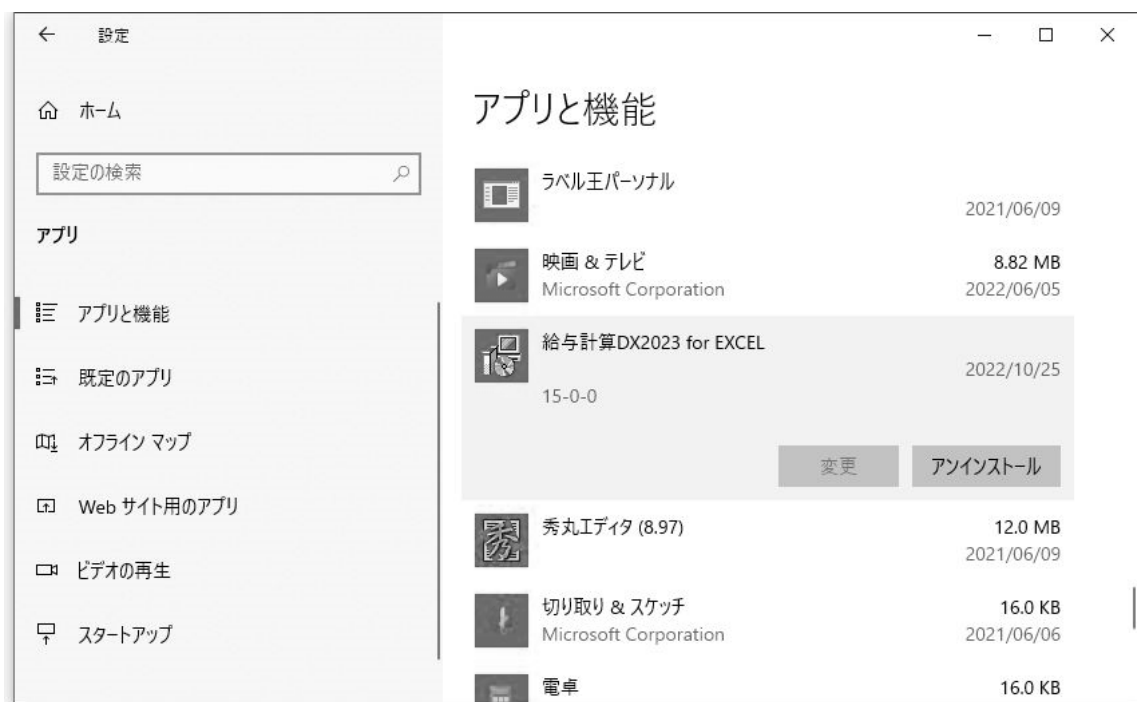 設定
ホーム
設定の検索
アプリ
アプリと機能
既定のアプリ
オフライン マップ
Web サイト用のアプリ
ビデオの再生
スタートアップ
アプリと機能
ラベル王パーソナル
2021/06/09
映画 & テレビ
8.82 MB
Microsoft Corporation
2022/06/05
給与計算DX2023 for EXCEL
2022/10/25
15-0-0
変更
アンインストール
秀丸エディタ (8.97)
12.0 MB
2021/06/09
切り取り & スケッチ
16.0 KB
Microsoft Corporation
2021/06/06
電卓
16.0 KB